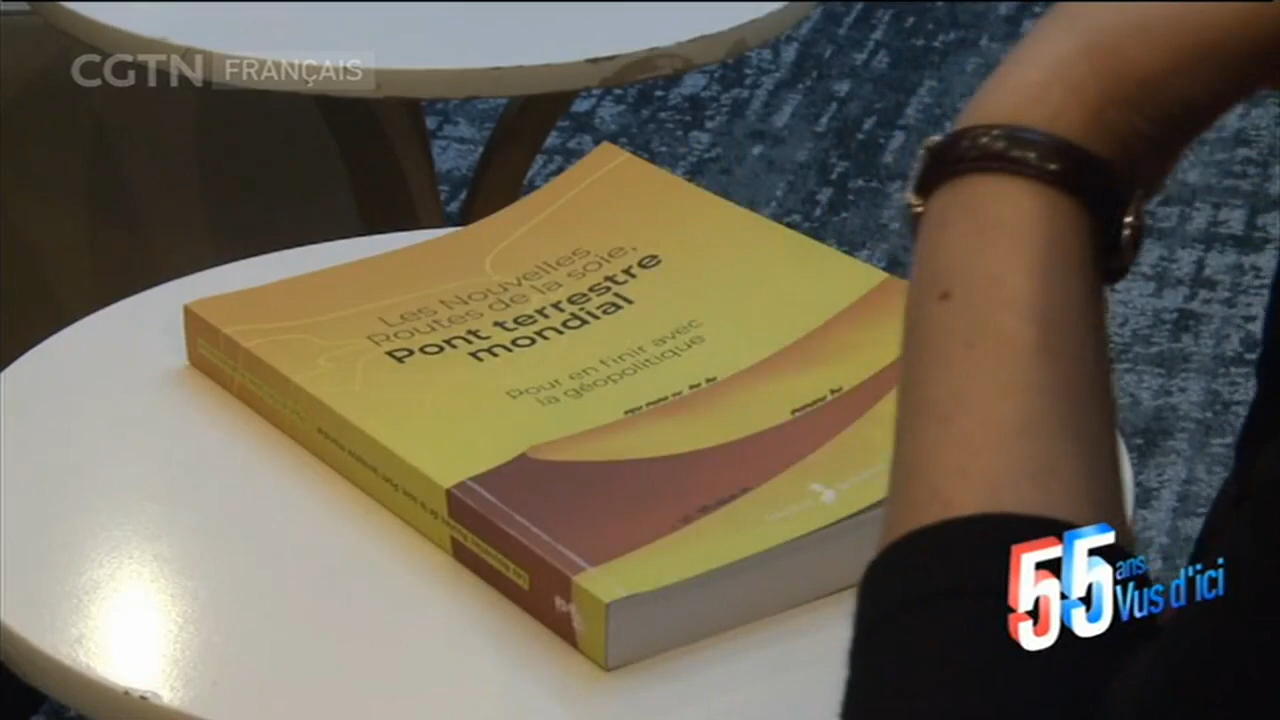 CGTN FRANÇAIS
Les Nouvelles
Routes de la soie,
Pont terrestre
mondial
Pour en finir avec
la géopolitique
55 ans
Vus d'ici